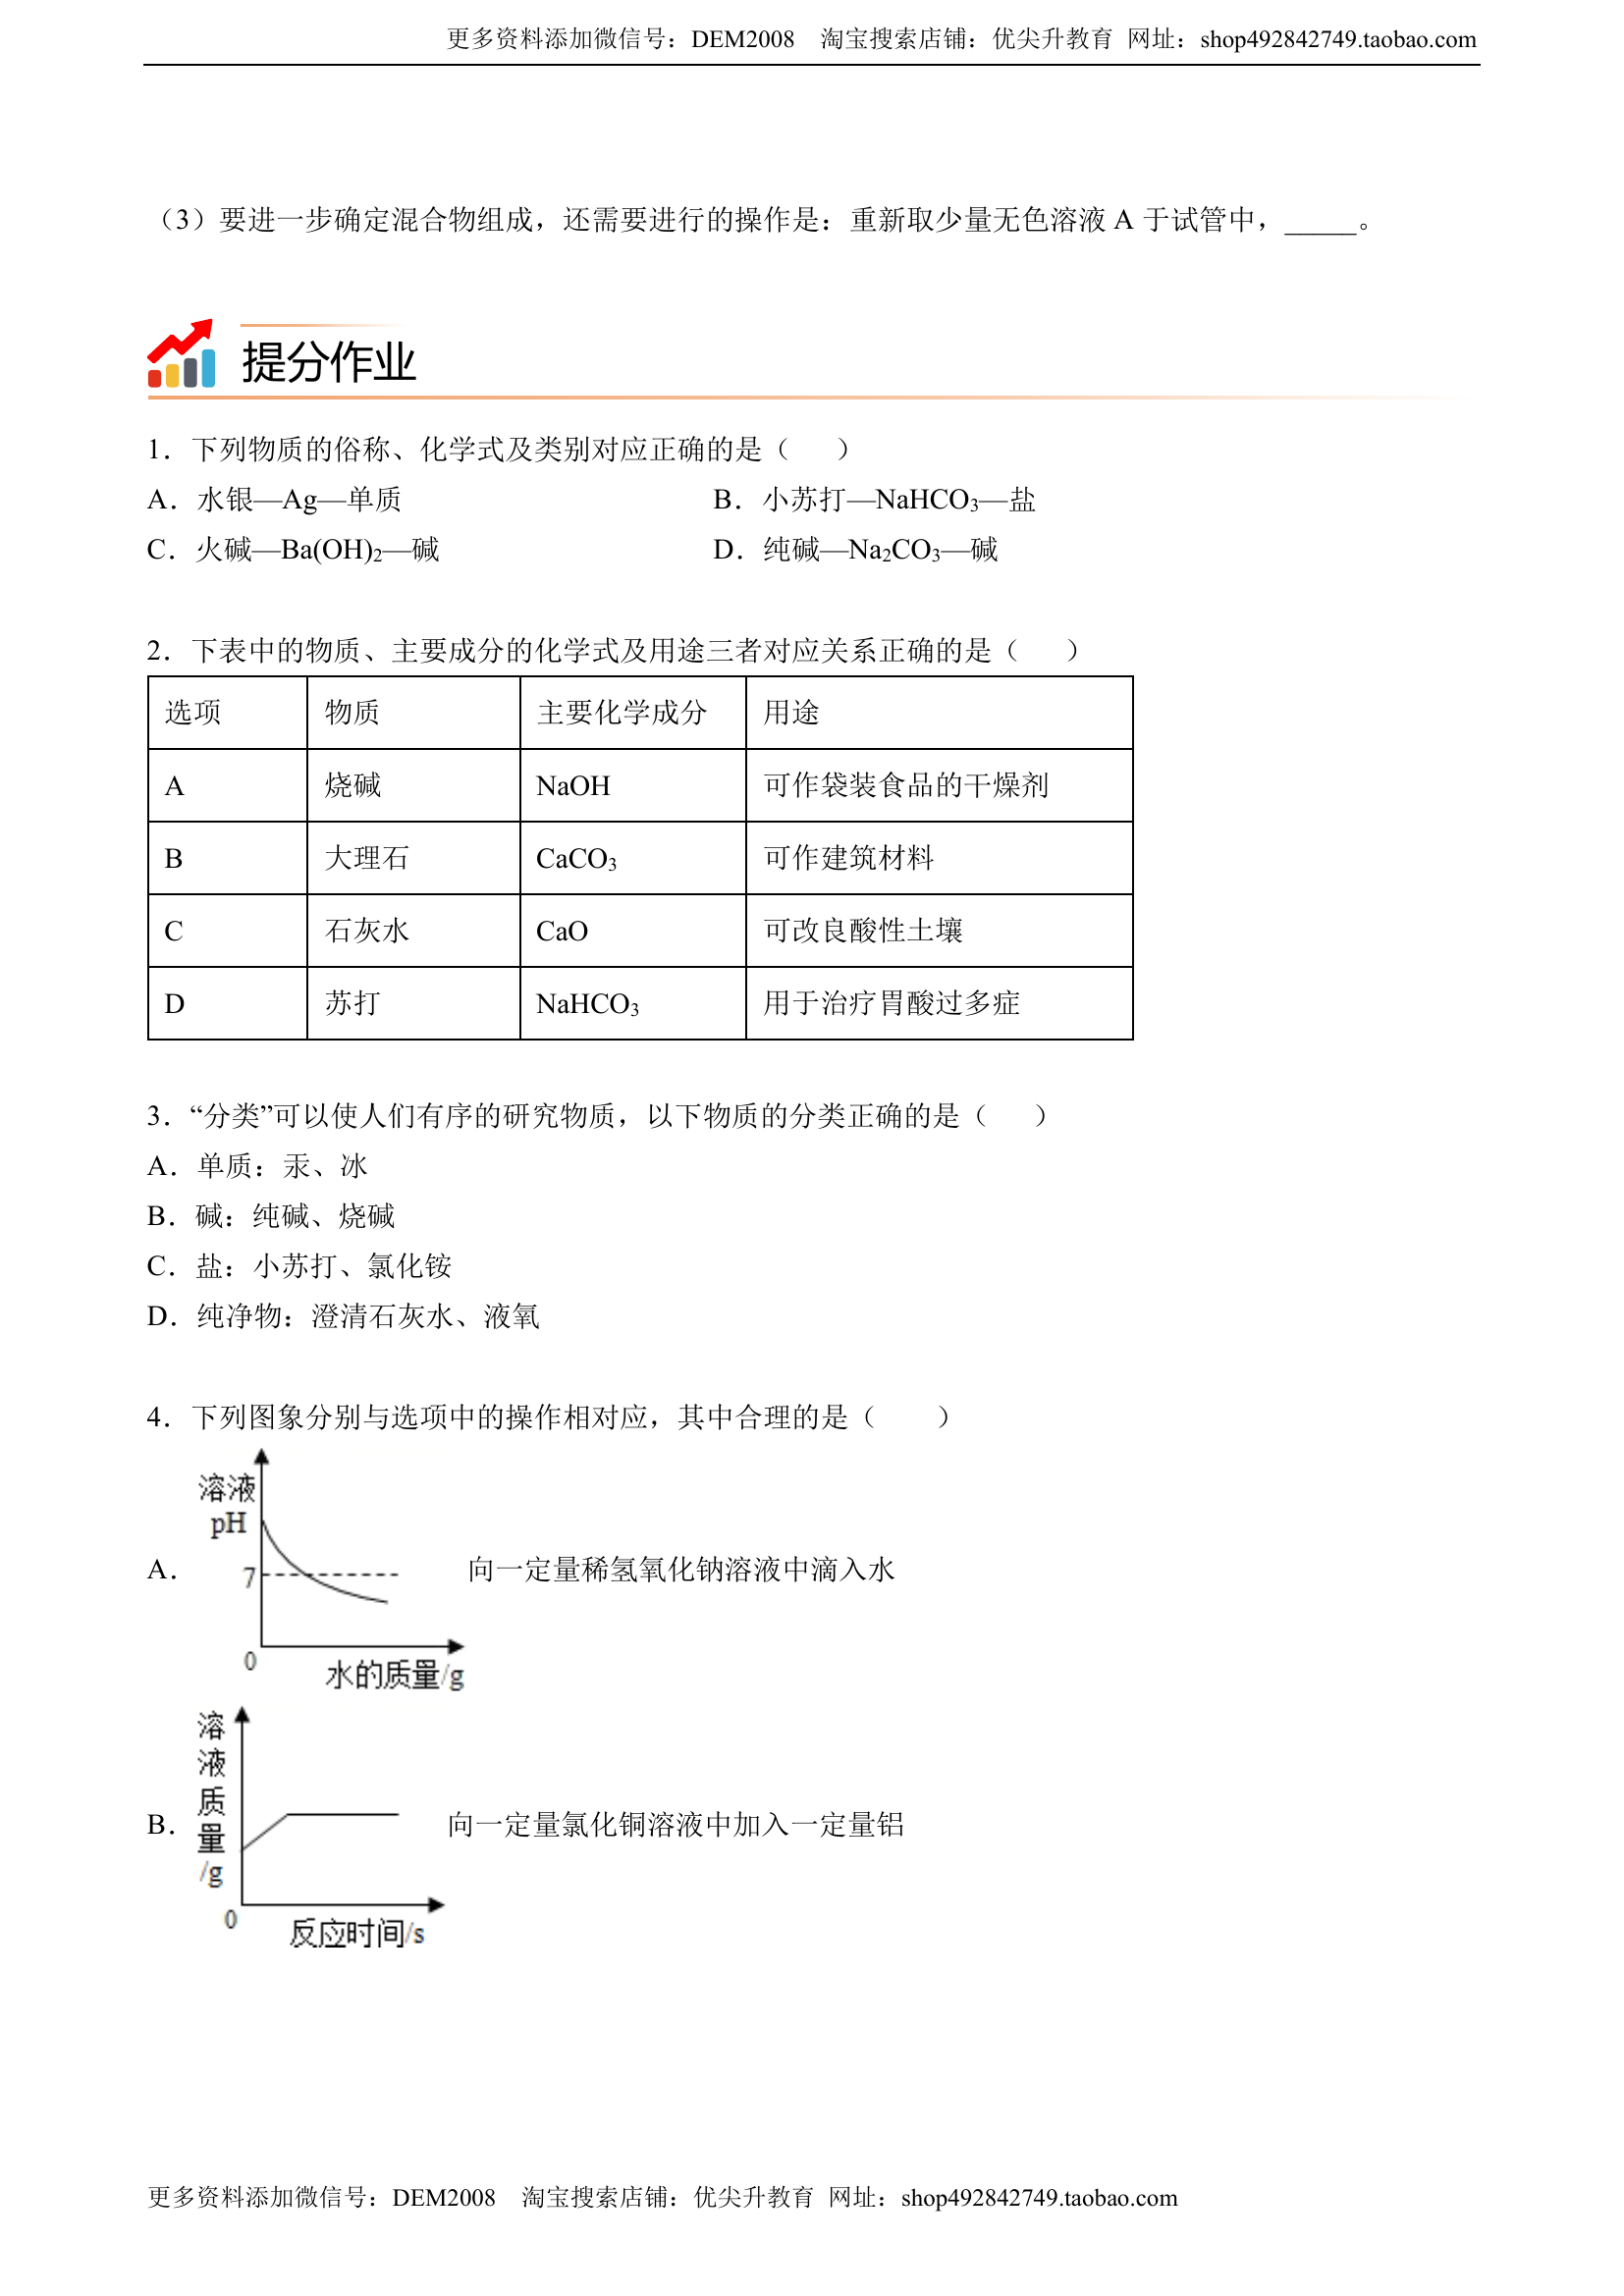 更多资料添加微信号：DEM2008 淘宝搜索店铺：优尖升教育 网址：shop492842749.taobao.com
（3）要进一步确定混合物组成，还需要进行的操作是：重新取少量无色溶液 A 于试管中，_____。
提分作业
1．下列物质的俗称、化学式及类别对应正确的是（ ）
A．水银—Ag—单质 B．小苏打—NaHCO₃—盐
C．火碱—Ba(OH)₂—碱 D．纯碱—Na₂CO₃—碱
2．下表中的物质、主要成分的化学式及用途三者对应关系正确的是（ ）
选项 物质 主要化学成分 用途
A 烧碱 NaOH 可作袋装食品的干燥剂
B 大理石 CaCO₃ 可作建筑材料
C 石灰水 CaO 可改良酸性土壤
D 苏打 NaHCO₃ 用于治疗胃酸过多症
3．“分类”可以使人们有序的研究物质，以下物质的分类正确的是（ ）
A．单质：汞、冰
B．碱：纯碱、烧碱
C．盐：小苏打、氯化铵
D．纯净物：澄清石灰水、液氧
4．下列图象分别与选项中的操作相对应，其中合理的是（ ）
溶液
pH
A． 7 向一定量稀氢氧化钠溶液中滴入水
0
水的质量/g
溶
液
质
B． 向一定量氯化铜溶液中加入一定量铝
量
/g
0
反应时间/s
更多资料添加微信号：DEM2008 淘宝搜索店铺：优尖升教育 网址：shop492842749.taobao.com